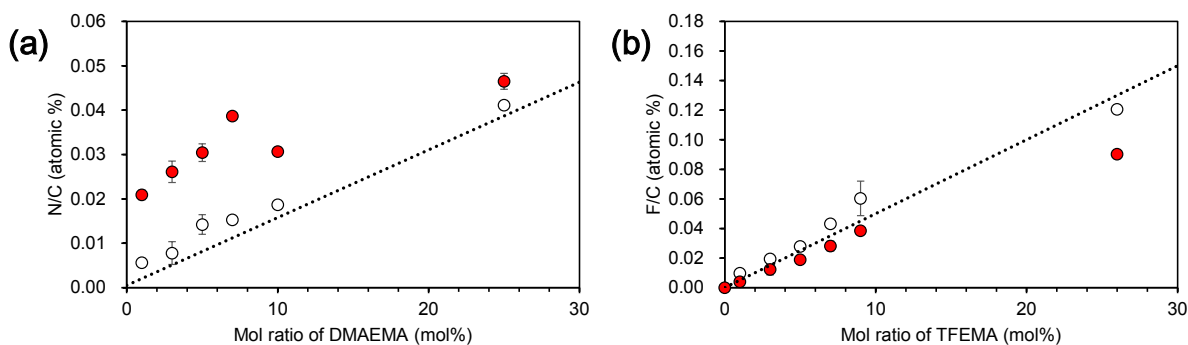 (a)
N/C (atomic %)
0.06
0.05
0.04
0.03
0.02
0.01
0.00
0 10 20 30
Mol ratio of DMAEMA (mol%)
(b)
F/C (atomic %)
0.18
0.16
0.14
0.12
0.10
0.08
0.06
0.04
0.02
0.00
0 10 20 30
Mol ratio of TFEMA (mol%)